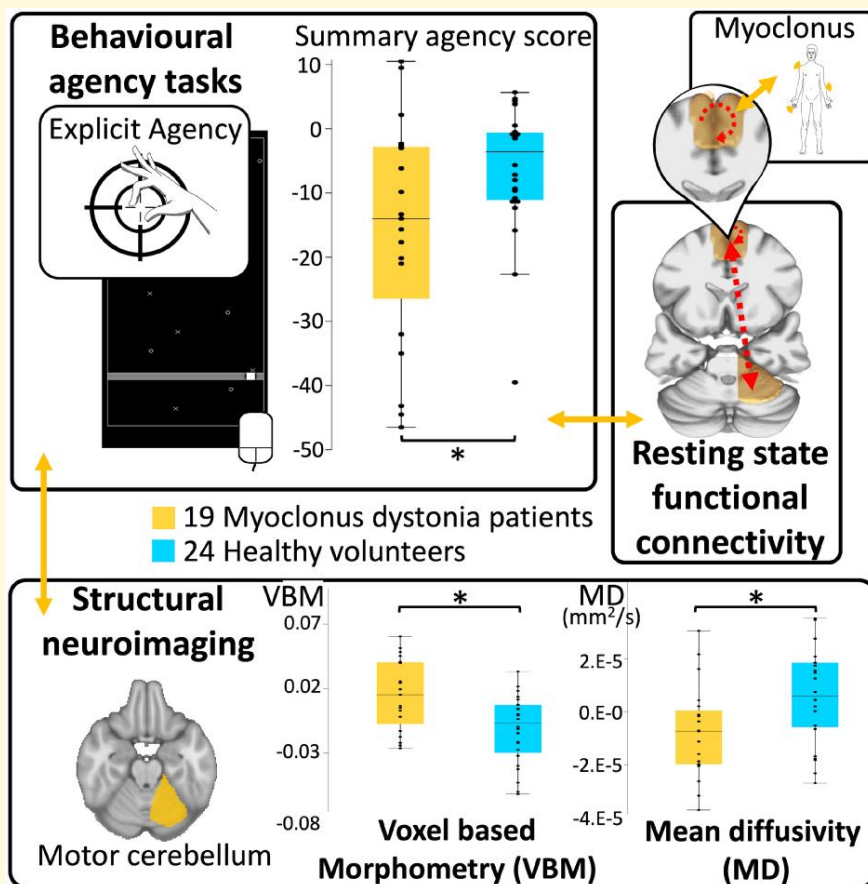 Behavioural
agency tasks
Explicit Agency
Summary agency score
10
0
-10
-20
-30
-40
-50
*
Myoclonus
Resting state
functional
connectivity
19 Myoclonus dystonia patients
24 Healthy volunteers
Structural
neuroimaging
Motor cerebellum
VBM
0.07
0.02
-0.03
-0.08
*
Voxel based
Morphometry (VBM)
MD
(mm²/s)
2.E-5
0.E-0
-2.E-5
-4.E-5
*
Mean diffusivity
(MD)